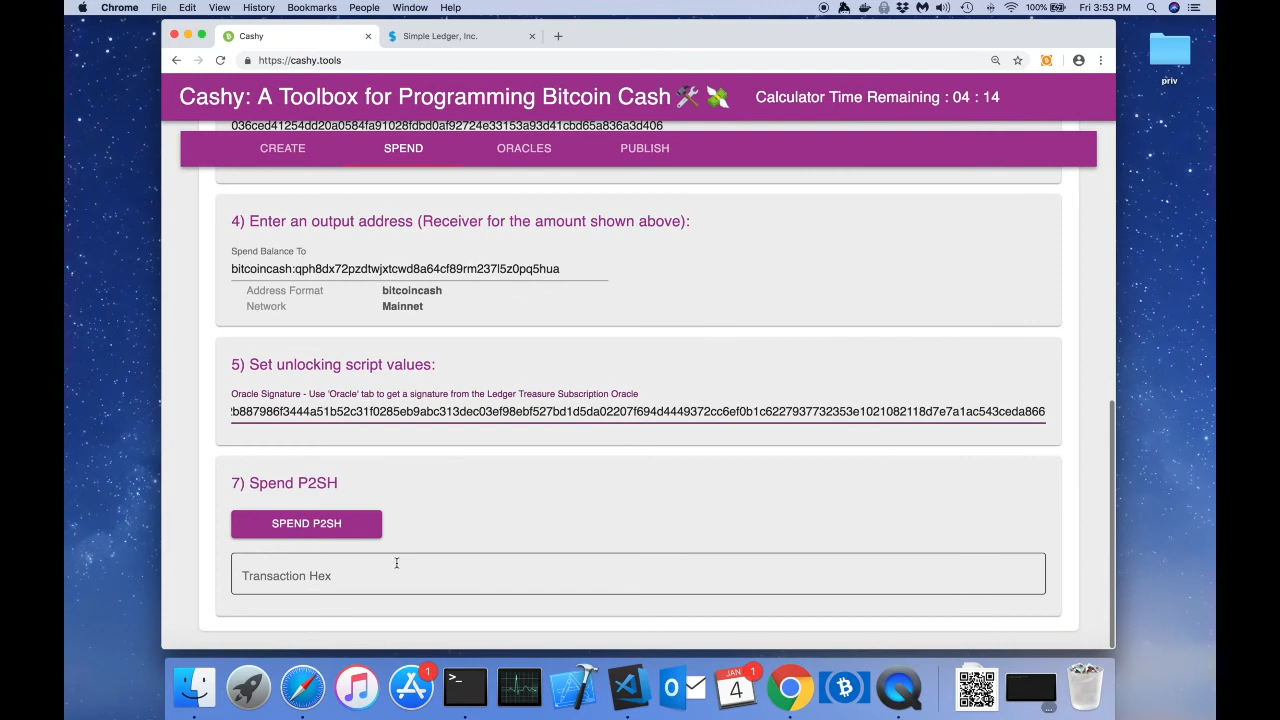 Chrome File Edit View History Bookmarks People Window Help 100% Fri 3:53 PM
Cashy
Simple Ledger, Inc.
https://cashy.tools
priv
Cashy: A Toolbox for Programming Bitcoin Cash
Calculator Time Remaining : 04 : 14
036ced41254dd20a0584fa91028fdbd0af92724e33153a93d41cbd65a836a3d406
CREATE SPEND ORACLES PUBLISH
4) Enter an output address (Receiver for the amount shown above):
Spend Balance To
bitcoincash:qph8dx72pzdtwjxtcwd8a64cf89rm237l5z0pq5hua
Address Format bitcoincash
Network Mainnet
5) Set unlocking script values:
Oracle Signature - Use 'Oracle' tab to get a signature from the Ledger Treasure Subscription Oracle
b887986f3444a51b52c31f0285eb9abc313dec03ef98ebf527bd1d5da02207f694d4449372cc6ef0b1c6227937732353e1021082118d7e7a1ac543ceda866
7) Spend P2SH
SPEND P2SH
Transaction Hex
1
JAN
4
1